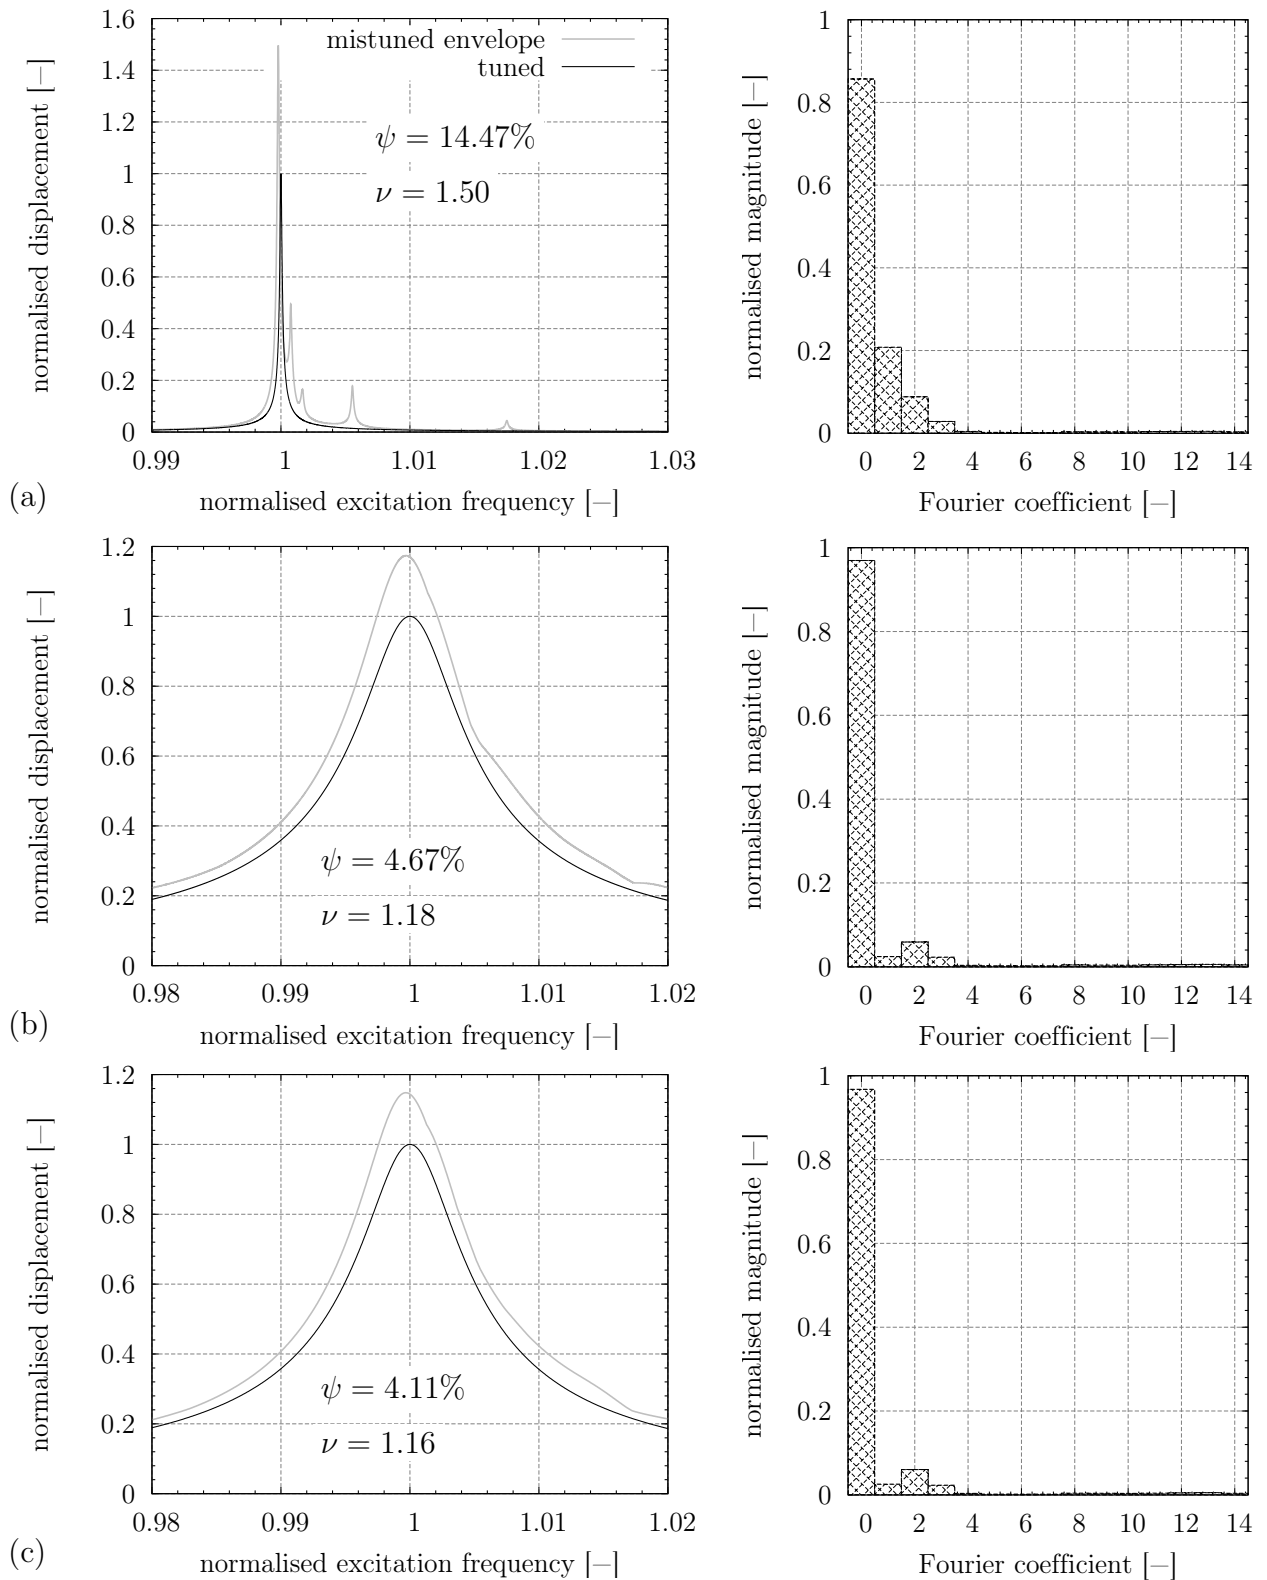 1.6
1.4
1.2
1
0.8
0.6
0.4
0.2
0
normalised displacement [−]
mistuned envelope
tuned
ψ = 14.47%
ν = 1.50
0.99 1 1.01 1.02 1.03
normalised excitation frequency [−]
(a)
1
0.8
0.6
0.4
0.2
0
normalised magnitude [−]
0 2 4 6 8 10 12 14
Fourier coefficient [−]
1.2
1
0.8
0.6
0.4
0.2
0
normalised displacement [−]
ψ = 4.67%
ν = 1.18
0.98 0.99 1 1.01 1.02
normalised excitation frequency [−]
(b)
1
0.8
0.6
0.4
0.2
0
normalised magnitude [−]
0 2 4 6 8 10 12 14
Fourier coefficient [−]
1.2
1
0.8
0.6
0.4
0.2
0
normalised displacement [−]
ψ = 4.11%
ν = 1.16
0.98 0.99 1 1.01 1.02
normalised excitation frequency [−]
(c)
1
0.8
0.6
0.4
0.2
0
normalised magnitude [−]
0 2 4 6 8 10 12 14
Fourier coefficient [−]